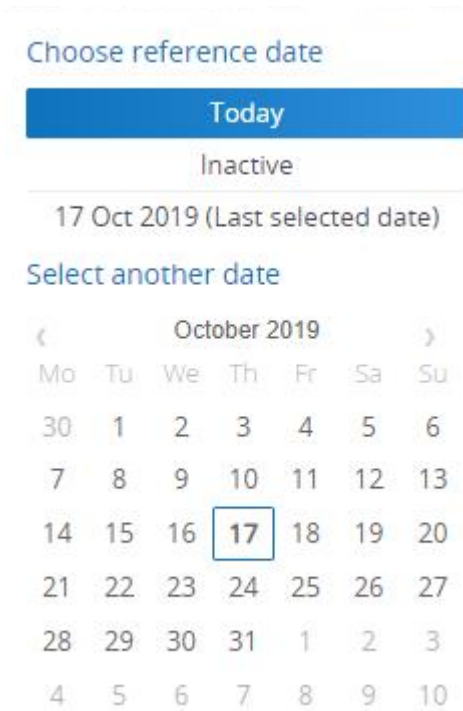 Choose reference date
Today
Inactive
17 Oct 2019 (Last selected date)
Select another date
‹ October 2019 ›
Mo Tu We Th Fr Sa Su
30 1 2 3 4 5 6
7 8 9 10 11 12 13
14 15 16 17 18 19 20
21 22 23 24 25 26 27
28 29 30 31 1 2 3
4 5 6 7 8 9 10